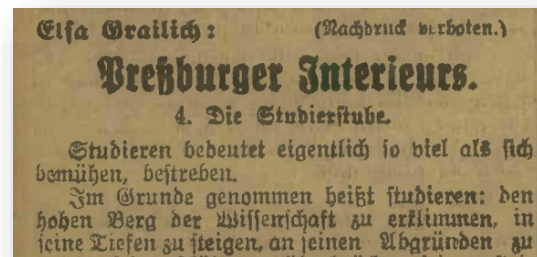 Elsa Grailich: (Nachdruck verboten.)
Preßburger Interieurs.
4. Die Studierstube.
Studieren bedeutet eigentlich so viel als sich
bemühen, bestreben.
Im Grunde genommen heißt studieren: den
hohen Berg der Wissenschaft zu erklimmen, in
seine Tiefen zu steigen, an seinen Abgründen zu